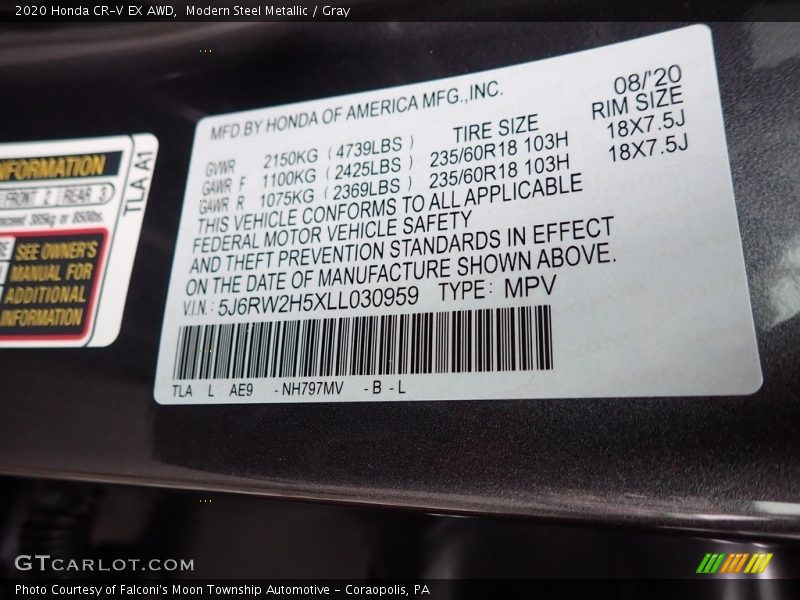 2020 Honda CR-V EX AWD,  Modern Steel Metallic / Gray
NFORMATION
FRONT 2 REAR 3
exceed 385kg or 850lbs.
SEE OWNER'S
MANUAL FOR
ADDITIONAL
INFORMATION
TLA A1
MFD.BY HONDA OF AMERICA MFG.,INC. 08/'20
GVWR 2150KG ( 4739LBS ) TIRE SIZE RIM SIZE
GAWR F 1100KG ( 2425LBS ) 235/60R18 103H 18X7.5J
GAWR R 1075KG ( 2369LBS ) 235/60R18 103H 18X7.5J
THIS VEHICLE CONFORMS TO ALL APPLICABLE
FEDERAL MOTOR VEHICLE SAFETY
AND THEFT PREVENTION STANDARDS IN EFFECT
ON THE DATE OF MANUFACTURE SHOWN ABOVE.
V.I.N.: 5J6RW2H5XLL030959 TYPE: MPV
TLA L AE9 - NH797MV - B - L
GTCARLOT.COM
Photo Courtesy of Falconi's Moon Township Automotive - Coraopolis, PA